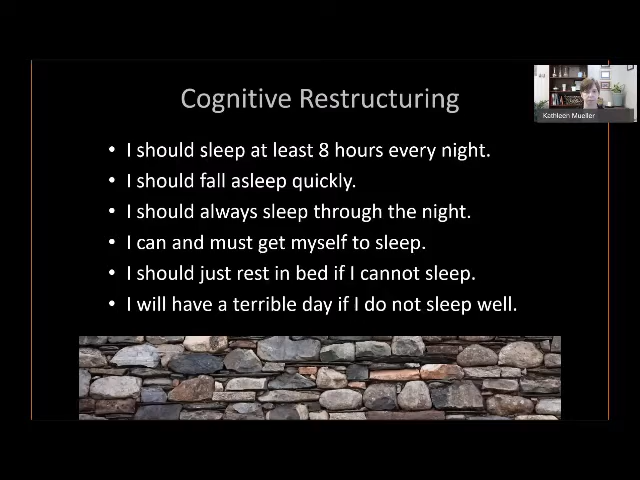 Cognitive Restructuring
Kathleen Mueller
• I should sleep at least 8 hours every night.
• I should fall asleep quickly.
• I should always sleep through the night.
• I can and must get myself to sleep.
• I should just rest in bed if I cannot sleep.
• I will have a terrible day if I do not sleep well.